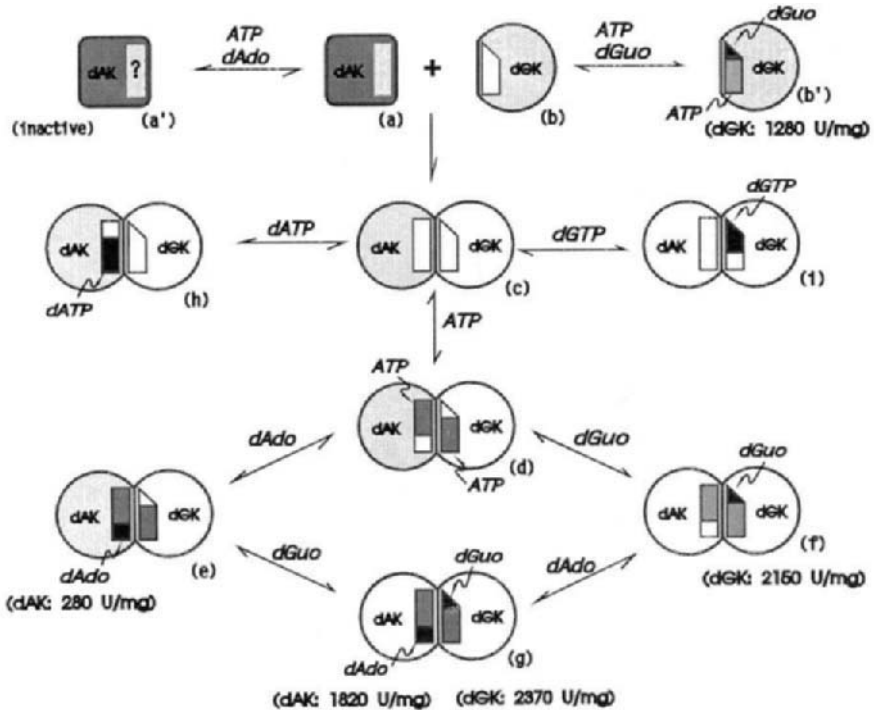 ATP
dAdo
ATP
dGuo
dGuo
dAK
?
dAK
+
dGK
dGK
(inactive)
(a')
(a)
(b)
ATP
(b')
(dGK: 1280 U/mg)
dAK
dGK
dATP
dAK
dGK
dGTP
dGTP
dAK
dGK
dATP
(h)
(c)
(i)
ATP
ATP
dAK
dGK
dAdo
dGuo
ATP
(d)
dGuo
dAK
dGK
dAK
dGK
dAdo
(e)
dGuo
dGuo
dAdo
(f)
(dAK: 280 U/mg)
(dGK: 2150 U/mg)
dAK
dGK
dAdo
(g)
(dAK: 1820 U/mg) (dGK: 2370 U/mg)